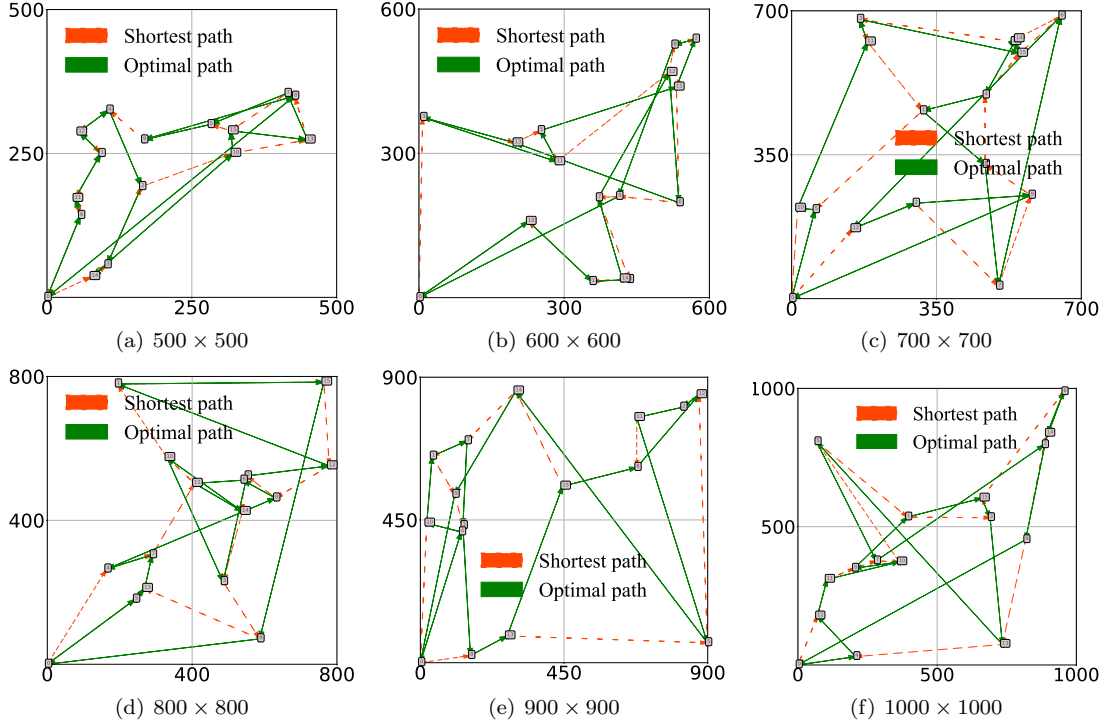 500
Shortest path
Optimal path
250
0
0
250
500
(a) 500 × 500
600
Shortest path
Optimal path
300
0
0
300
600
(b) 600 × 600
700
Shortest path
Optimal path
350
0
0
350
700
(c) 700 × 700
800
Shortest path
Optimal path
400
0
0
400
800
(d) 800 × 800
900
Shortest path
Optimal path
450
0
0
450
900
(e) 900 × 900
1000
Shortest path
Optimal path
500
0
0
500
1000
(f) 1000 × 1000